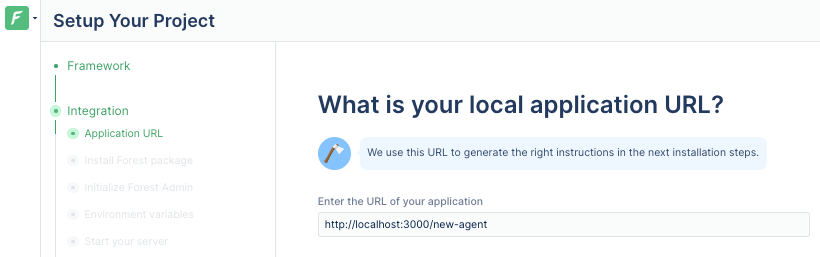 F
Setup Your Project
Framework
Integration
Application URL
Install Forest package
Initialize Forest Admin
Environment variables
Start your server
What is your local application URL?
We use this URL to generate the right instructions in the next installation steps.
Enter the URL of your application
http://localhost:3000/new-agent